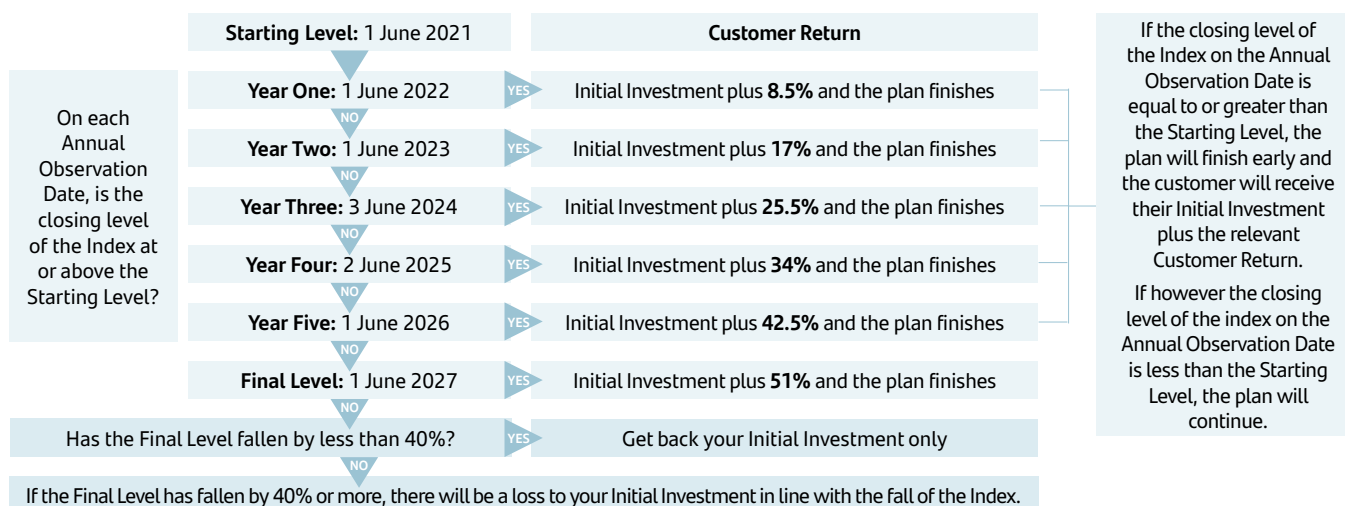 Starting Level: 1 June 2021
Customer Return
On each
Annual
Observation
Date, is the
closing level
of the Index at
or above the
Starting Level?
Year One: 1 June 2022
YES
Initial Investment plus 8.5% and the plan finishes
NO
Year Two: 1 June 2023
YES
Initial Investment plus 17% and the plan finishes
NO
Year Three: 3 June 2024
YES
Initial Investment plus 25.5% and the plan finishes
NO
Year Four: 2 June 2025
YES
Initial Investment plus 34% and the plan finishes
NO
Year Five: 1 June 2026
YES
Initial Investment plus 42.5% and the plan finishes
NO
Final Level: 1 June 2027
YES
Initial Investment plus 51% and the plan finishes
NO
Has the Final Level fallen by less than 40%?
YES
Get back your Initial Investment only
NO
If the Final Level has fallen by 40% or more, there will be a loss to your Initial Investment in line with the fall of the Index.
If the closing level of
the Index on the Annual
Observation Date is
equal to or greater than
the Starting Level, the
plan will finish early and
the customer will receive
their Initial Investment
plus the relevant
Customer Return.
If however the closing
level of the index on the
Annual Observation Date
is less than the Starting
Level, the plan will
continue.